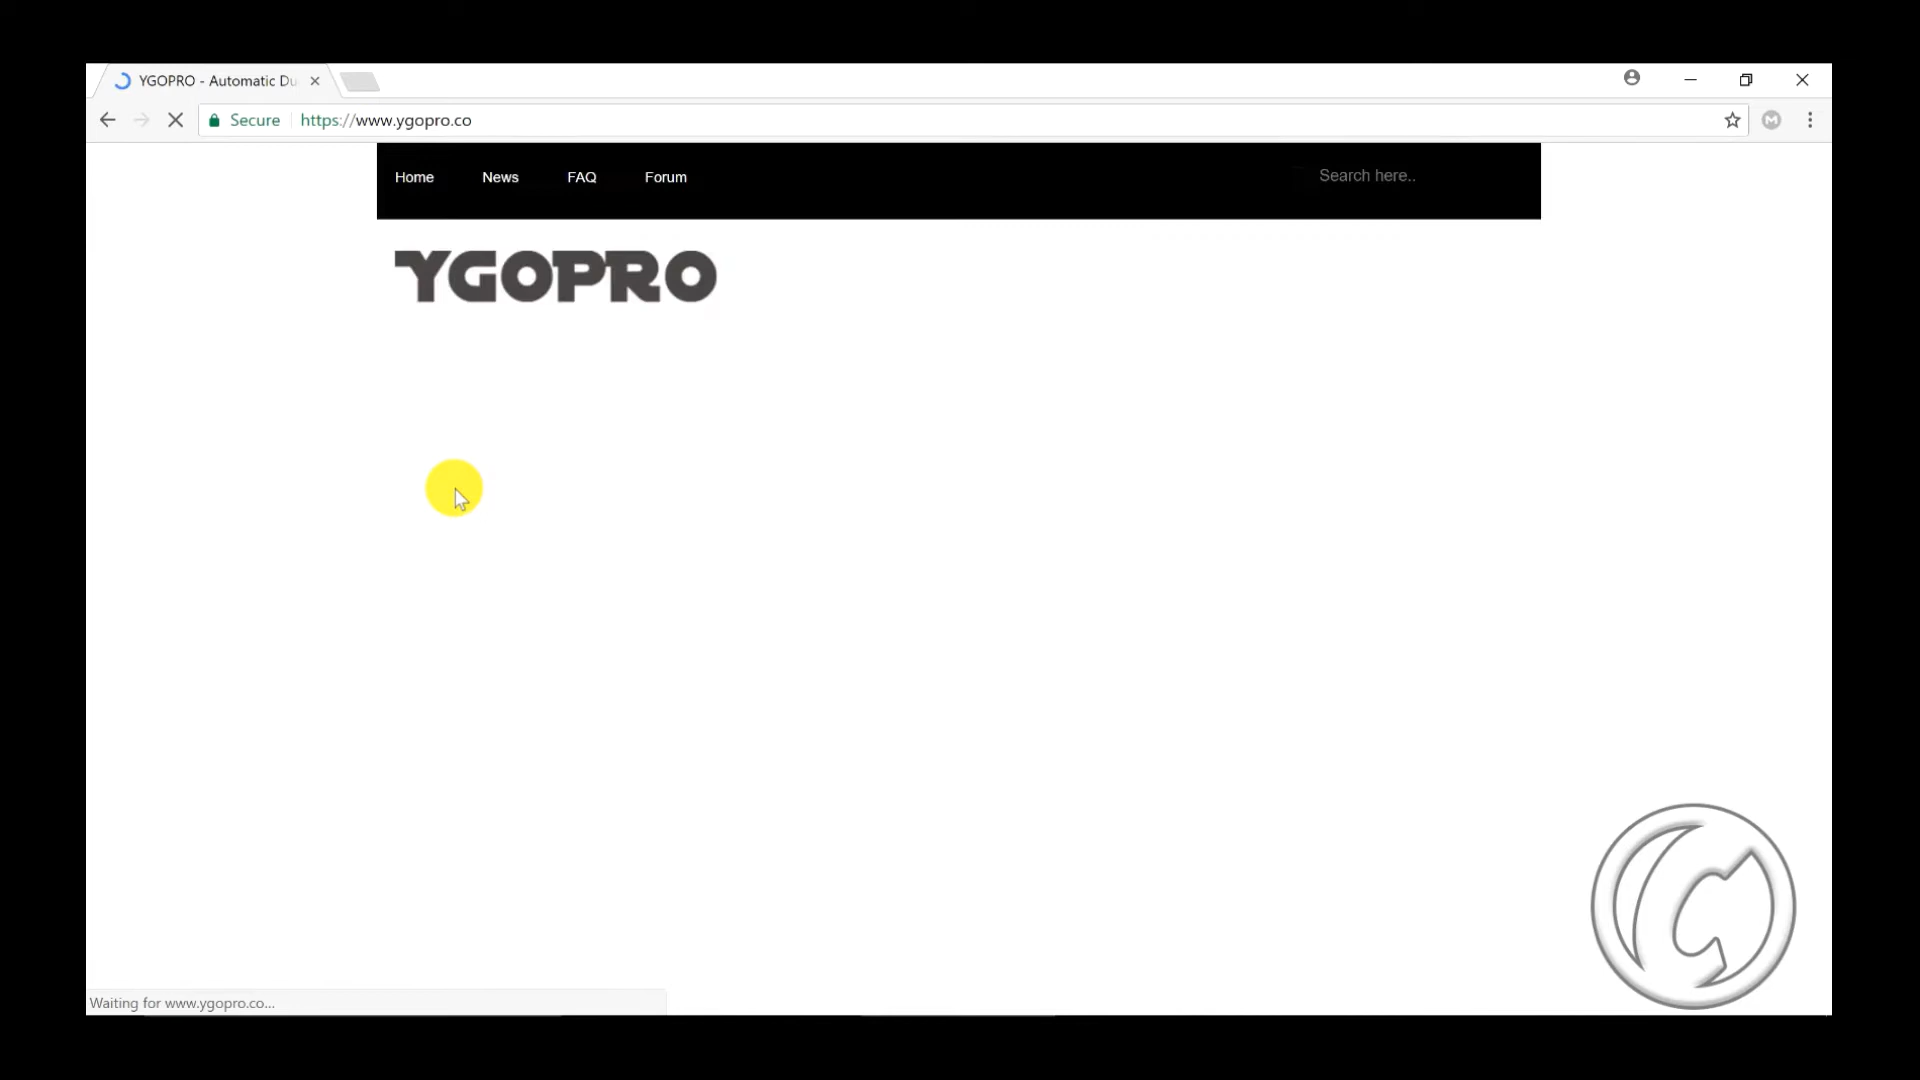 YGOPRO - Automatic Du
Secure https://www.ygopro.co
Home News FAQ Forum Search here..
YGOPRO
Waiting for www.ygopro.co...